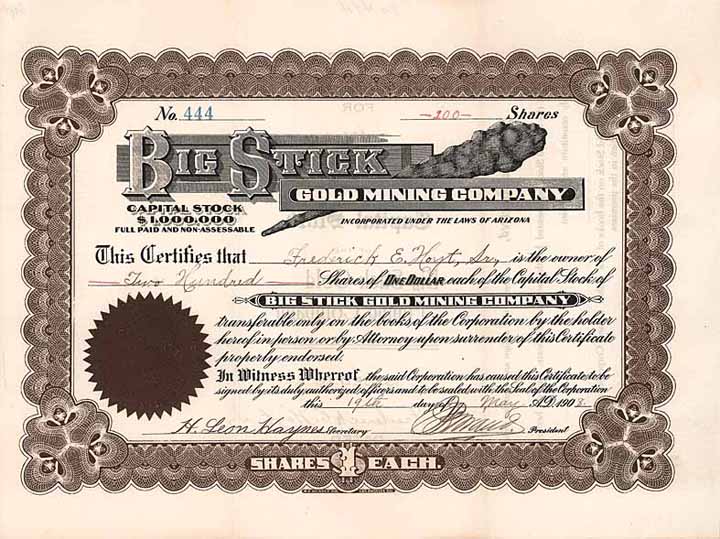 No. 444 —200— Shares
BIG STICK
GOLD MINING COMPANY
CAPITAL STOCK
$1,000,000
FULL PAID AND NON-ASSESSABLE
INCORPORATED UNDER THE LAWS OF ARIZONA
This Certifies that Frederick E. Hoyt, Sr., is the owner of
Two Hundred Shares of ONE DOLLAR each of the Capital Stock of
BIG STICK GOLD MINING COMPANY
transferable only on the books of the Corporation by the holder
hereof in person or by Attorney upon surrender of this Certificate
properly endorsed.
In Witness Whereof, the said Corporation has caused this Certificate to be
signed by its duly authorized officers and to be sealed with the Seal of the Corporation
this 19th day of May A.D. 1908.
H. Leon Haynes Secretary President
SHARES $1 EACH.